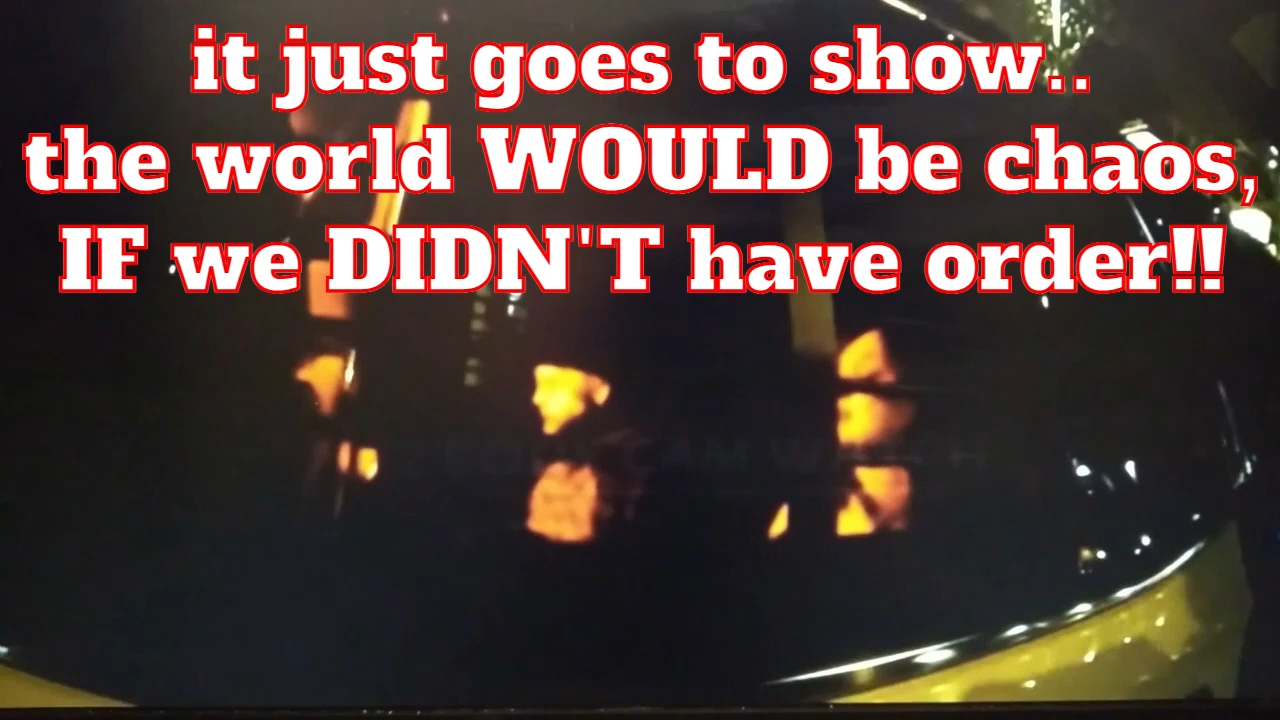 it just goes to show..
the world WOULD be chaos,
IF we DIDN'T have order!!